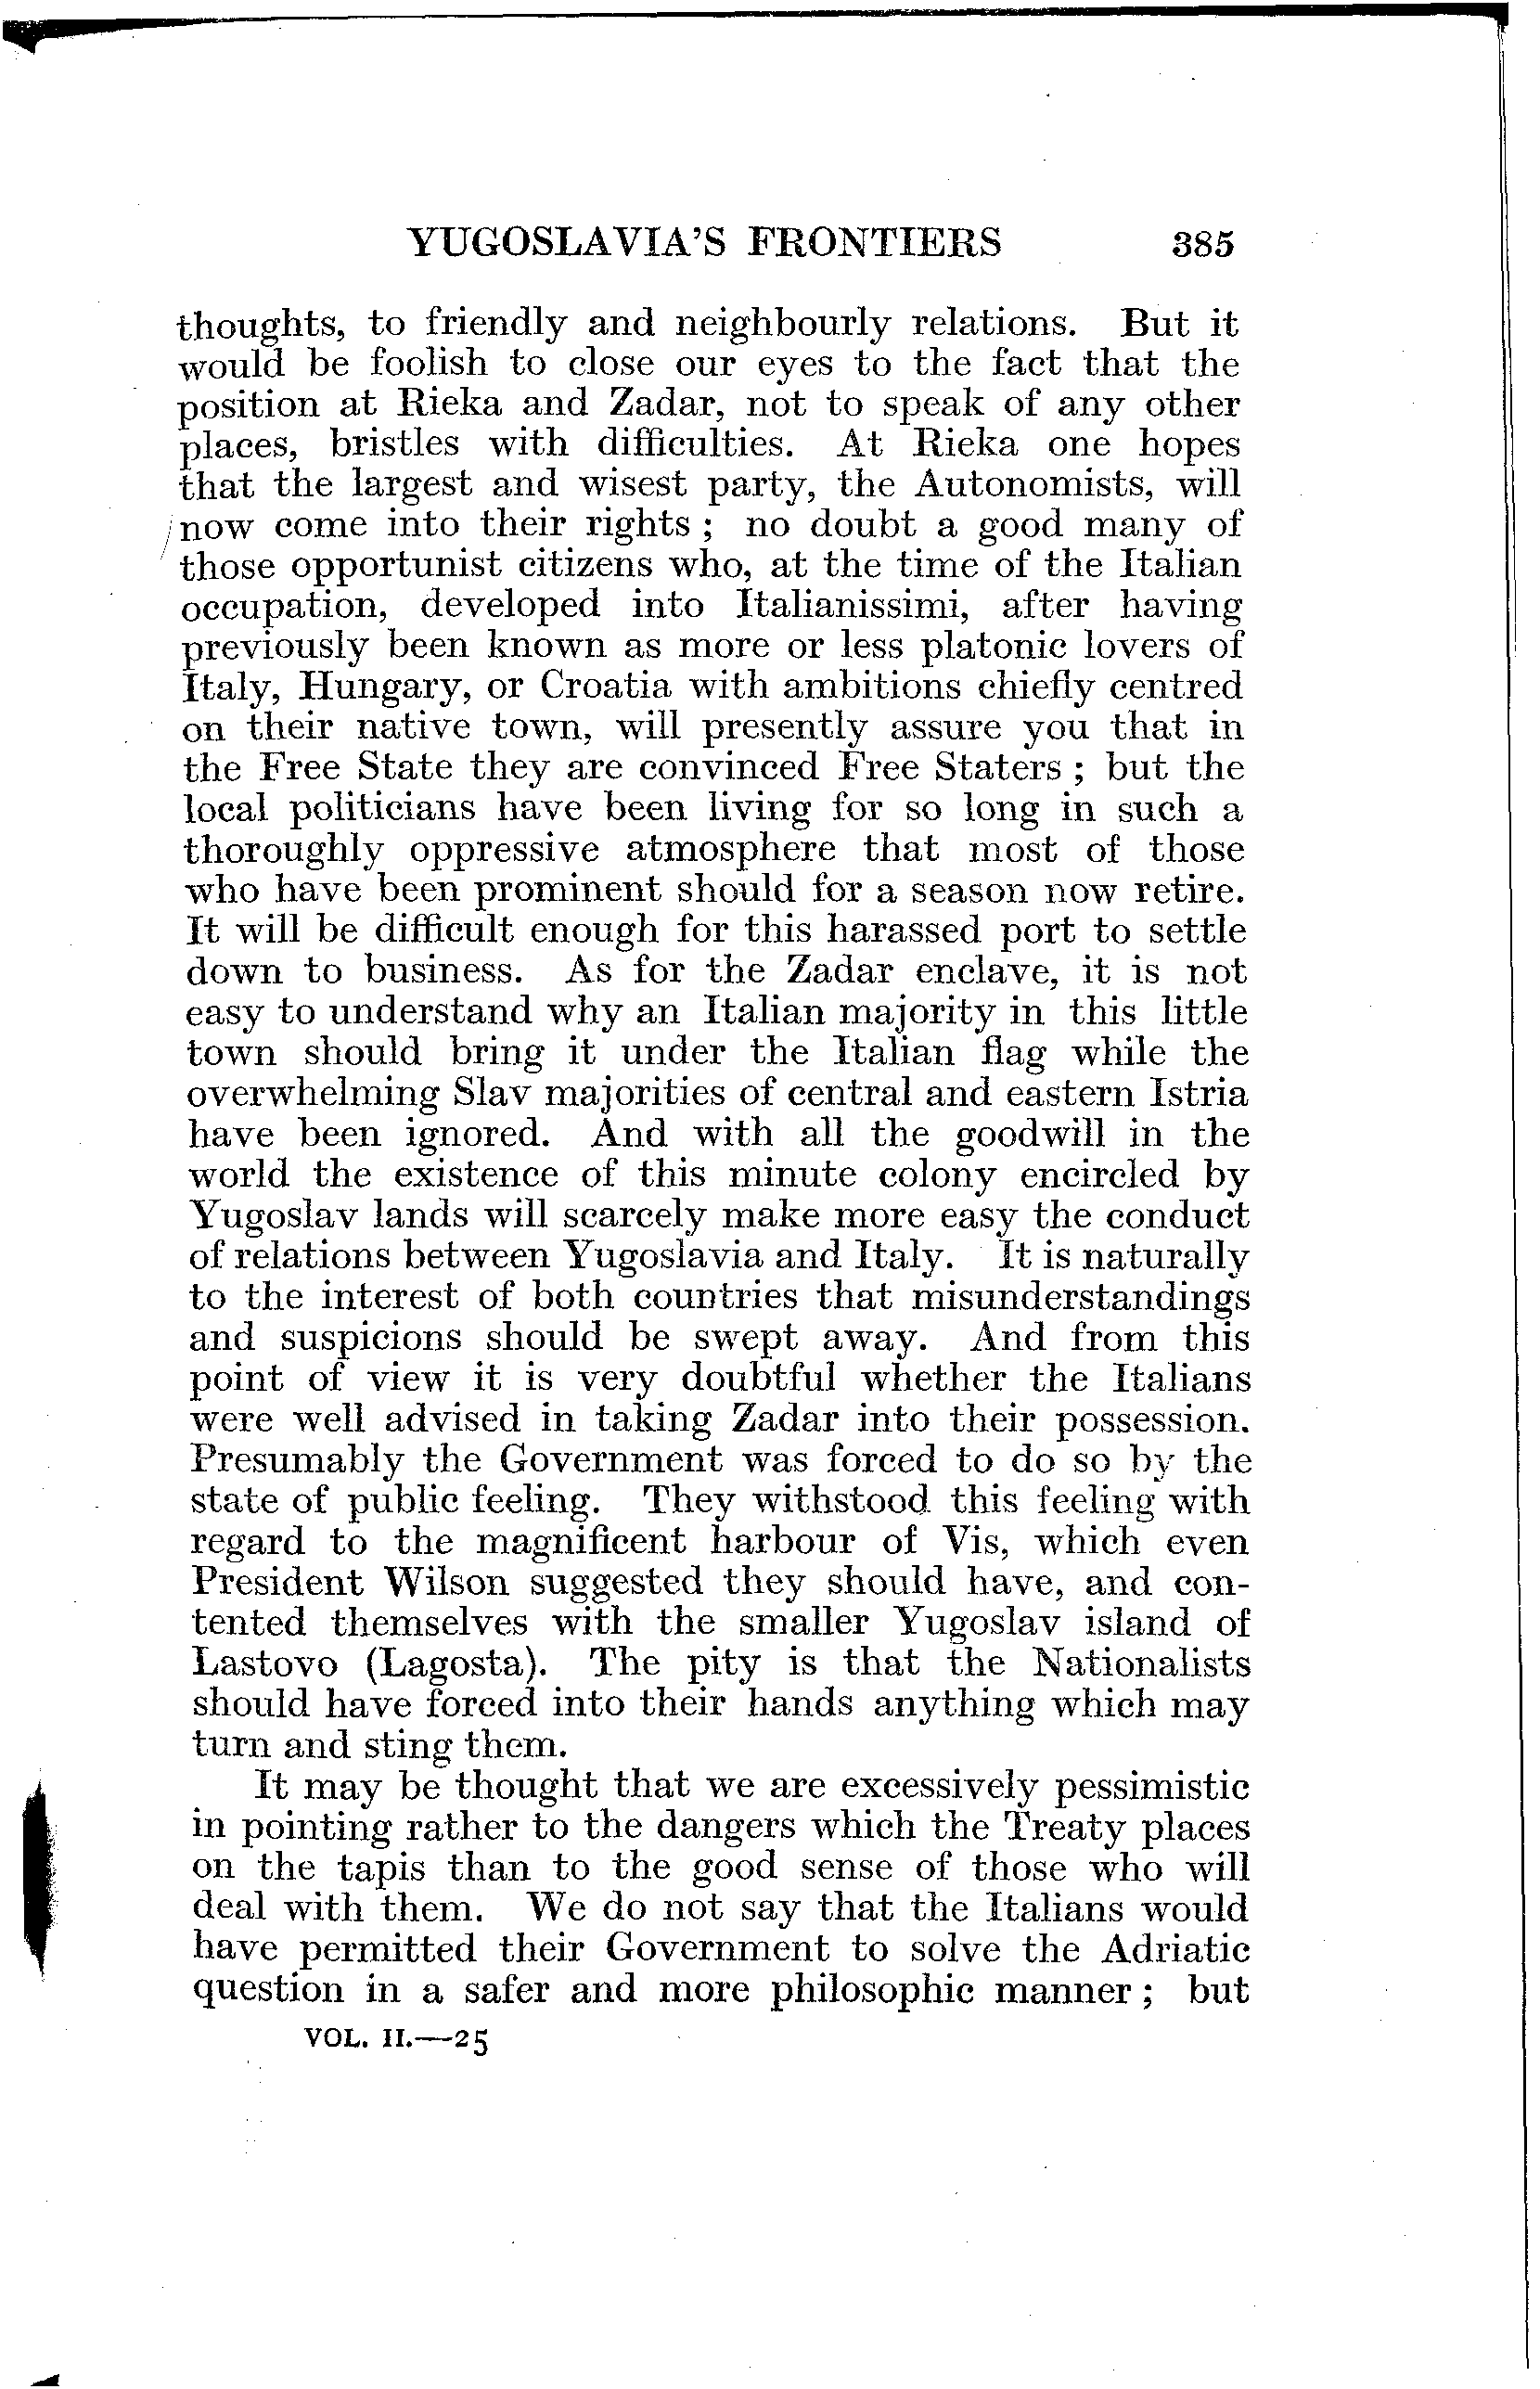 YUGOSLAVIA'S FRONTIERS 385
thoughts, to friendly and neighbourly relations. But it
would be foolish to close our eyes to the fact that the
position at Rieka and Zadar, not to speak of any other
places, bristles with difficulties. At Rieka one hopes
that the largest and wisest party, the Autonomists, will
now come into their rights ; no doubt a good many of
those opportunist citizens who, at the time of the Italian
occupation, developed into Italianissimi, after having
previously been known as more or less platonic lovers of
Italy, Hungary, or Croatia with ambitions chiefly centred
on their native town, will presently assure you that in
the Free State they are convinced Free Staters ; but the
local politicians have been living for so long in such a
thoroughly oppressive atmosphere that most of those
who have been prominent should for a season now retire.
It will be difficult enough for this harassed port to settle
down to business. As for the Zadar enclave, it is not
easy to understand why an Italian majority in this little
town should bring it under the Italian flag while the
overwhelming Slav majorities of central and eastern Istria
have been ignored. And with all the goodwill in the
world the existence of this minute colony encircled by
Yugoslav lands will scarcely make more easy the conduct
of relations between Yugoslavia and Italy. It is naturally
to the interest of both countries that misunderstandings
and suspicions should be swept away. And from this
point of view it is very doubtful whether the Italians
were well advised in taking Zadar into their possession.
Presumably the Government was forced to do so by the
state of public feeling. They withstood this feeling with
regard to the magnificent harbour of Vis, which even
President Wilson suggested they should have, and con-
tented themselves with the smaller Yugoslav island of
Lastovo (Lagosta). The pity is that the Nationalists
should have forced into their hands anything which may
turn and sting them.
It may be thought that we are excessively pessimistic
in pointing rather to the dangers which the Treaty places
on the tapis than to the good sense of those who will
deal with them. We do not say that the Italians would
have permitted their Government to solve the Adriatic
question in a safer and more philosophic manner ; but
VOL. II.—25